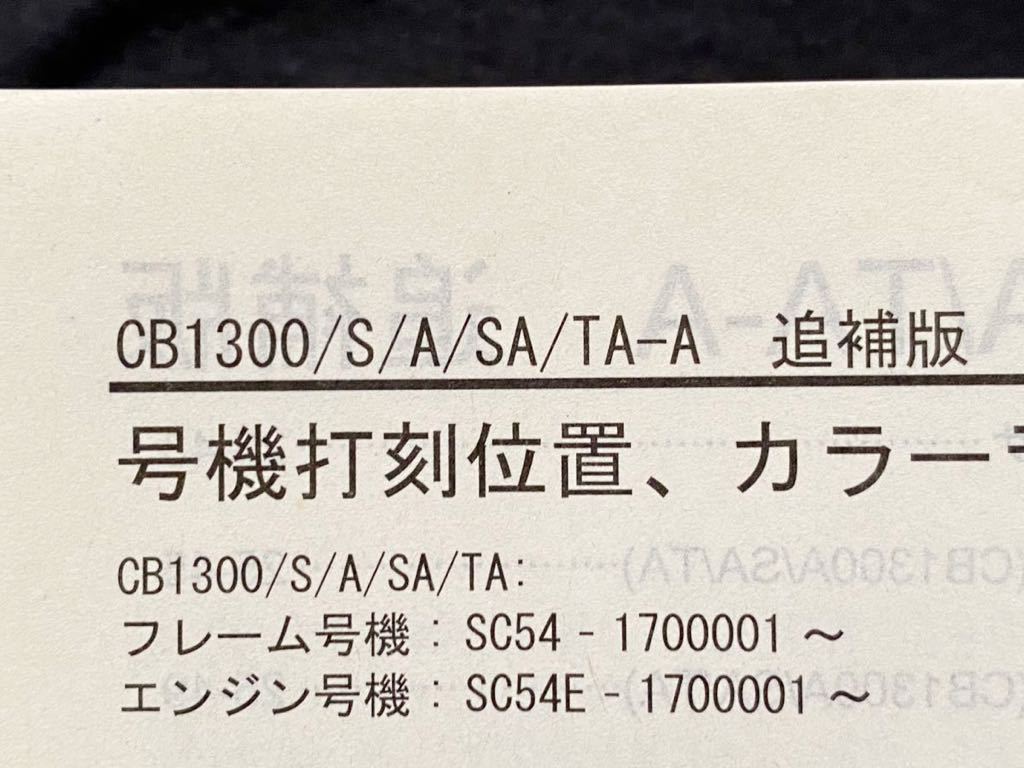 CB1300/S/A/SA/TA-A 追補版
号機打刻位置、カラー
CB1300/S/A/SA/TA:
フレーム号機：SC54 - 1700001 ～
エンジン号機：SC54E - 1700001 ～